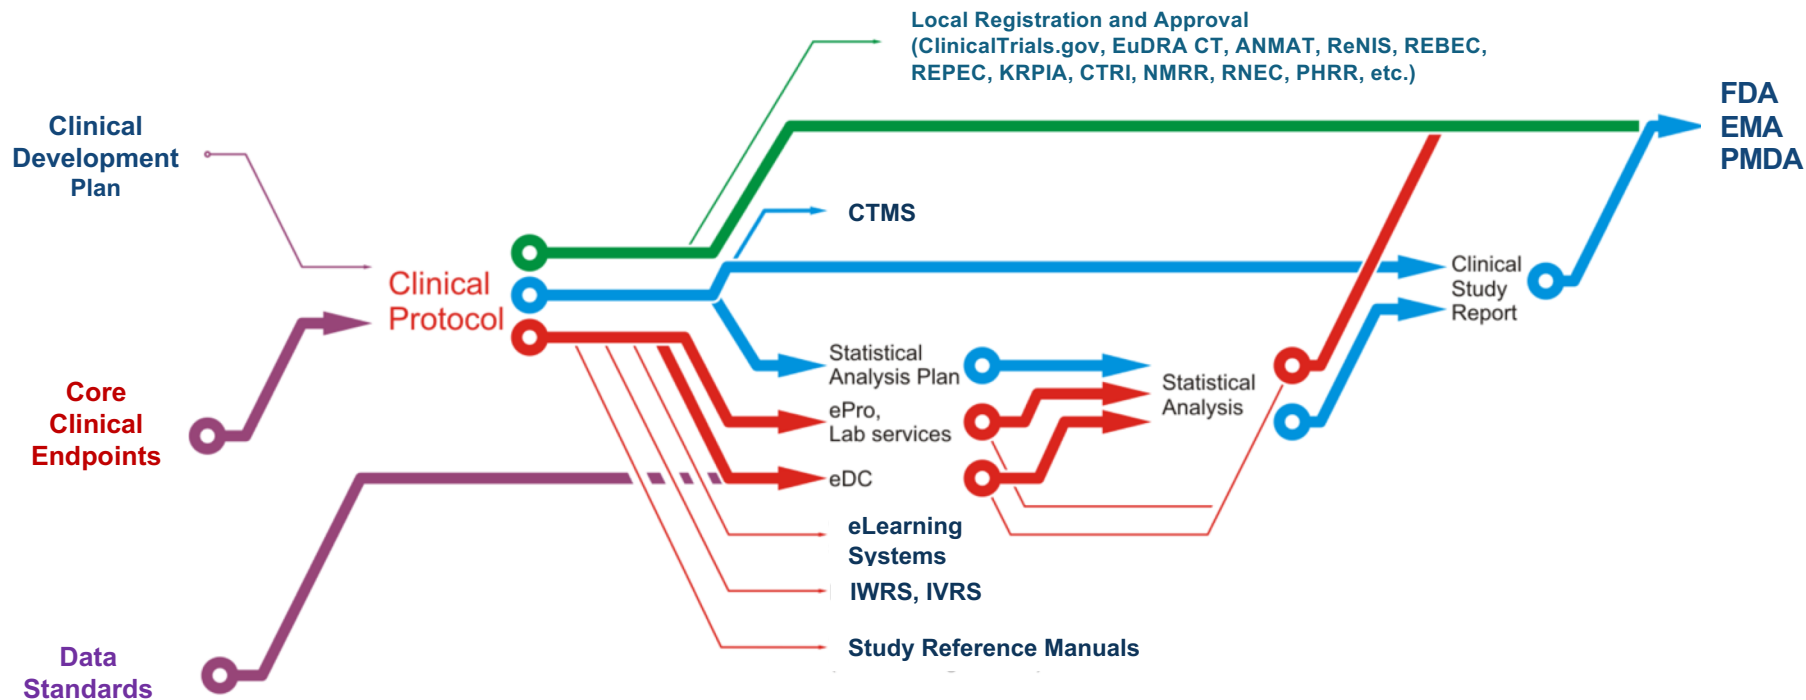 Local Registration and Approval
(ClinicalTrials.gov, EuDRA CT, ANMAT, ReNIS, REBEC,
REPEC, KRPIA, CTRI, NMRR, RNEC, PHRR, etc.)
FDA
EMA
PMDA
Clinical
Development
Plan
CTMS
Clinical
Protocol
Clinical
Study
Report
Statistical
Analysis Plan
Statistical
Analysis
ePro,
Lab services
Core
Clinical
Endpoints
eDC
eLearning
Systems
IWRS, IVRS
Study Reference Manuals
Data
Standards